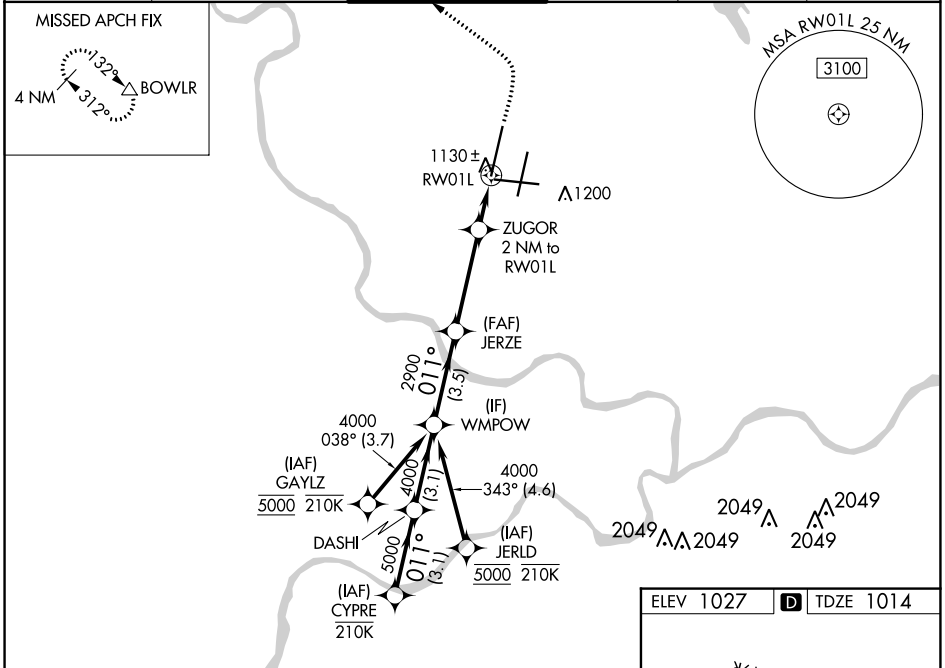 MISSED APCH FIX
132°
BOWLR
4 NM
312°
MSA RW01L 25 NM
3100
1130 ±
RW01L
1200
ZUGOR
2 NM to
RW01L
(FAF)
JERZE
2900
011°
(3.5)
(IF)
WMPOW
4000
038° (3.7)
(IAF)
GAYLZ
5000 210K
4000
(3.1)
4000
343° (4.6)
DASHI
(IAF)
JERLD
5000 210K
5000
011°
(3.1)
(IAF)
CYPRE
210K
2049
2049
2049
2049
2049
ELEV 1027 D TDZE 1014